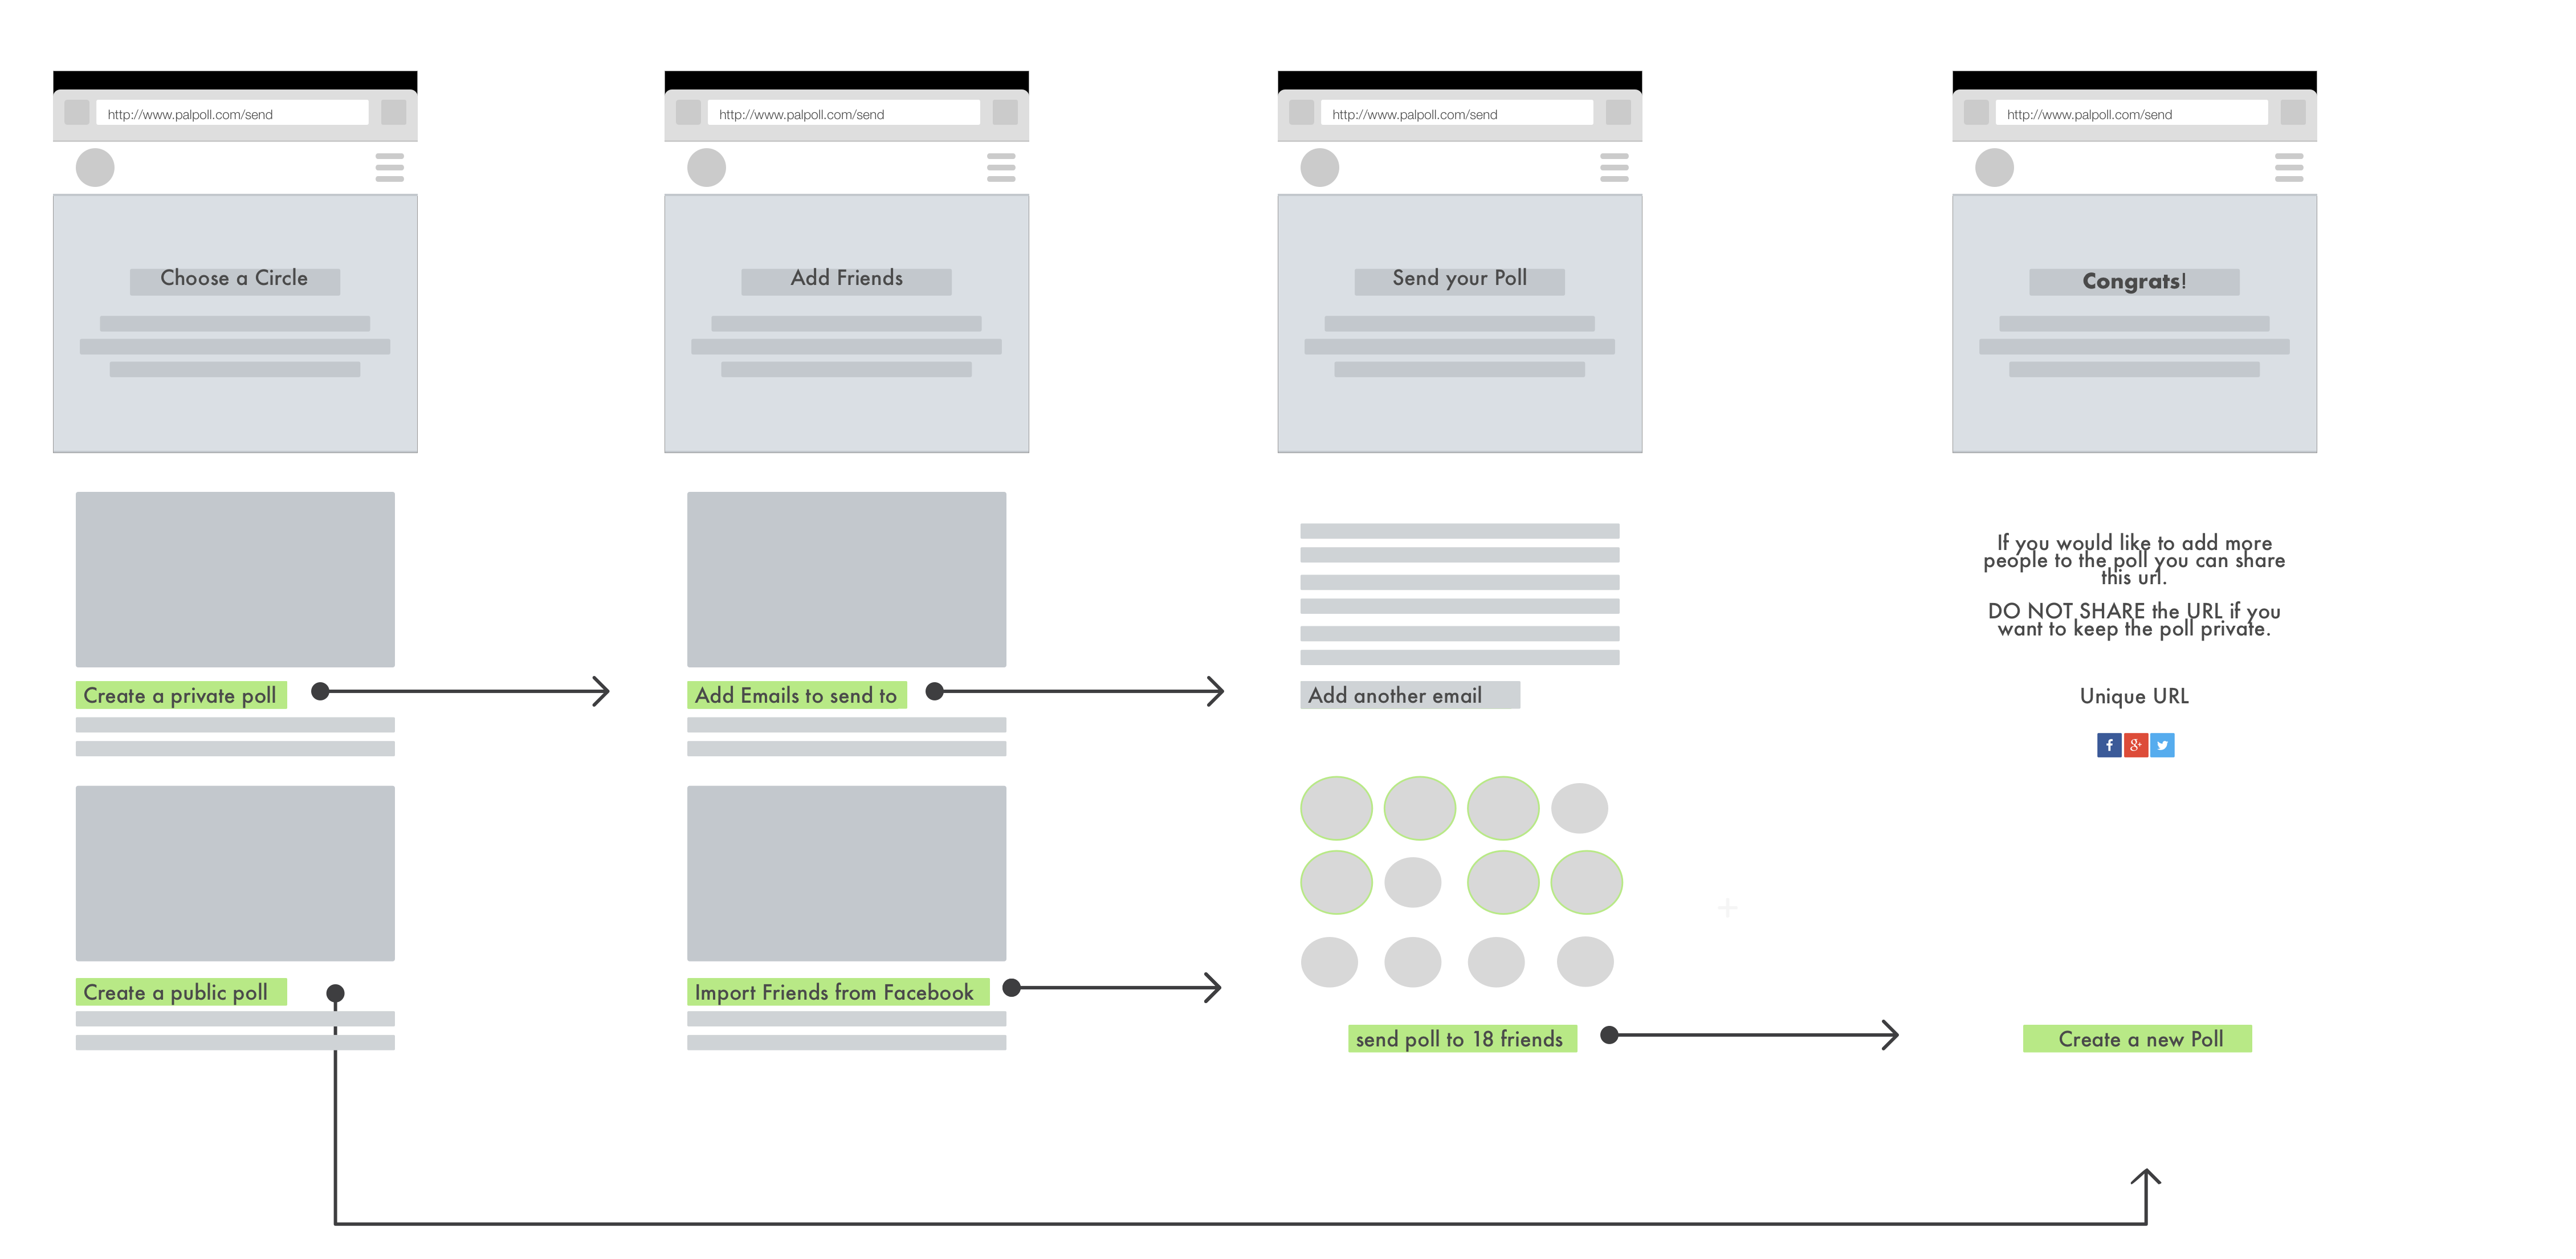 http://www.palpoll.com/send
Choose a Circle
Create a private poll
Create a public poll
http://www.palpoll.com/send
Add Friends
Add Emails to send to
Import Friends from Facebook
http://www.palpoll.com/send
Send your Poll
Add another email
send poll to 18 friends
http://www.palpoll.com/send
Congrats!
If you would like to add more
people to the poll you can share
this url.
DO NOT SHARE the URL if you
want to keep the poll private.
Unique URL
f g+
Create a new Poll